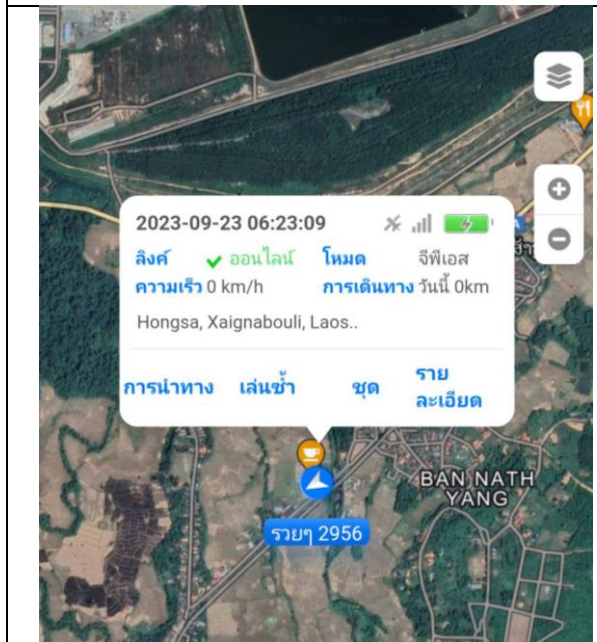 2023-09-23 06:23:09
ลิงค์ ออนไลน์ โหมด จีพีเอส
ความเร็ว 0 km/h การเดินทาง วันนี้ 0km
Hongsa, Xaignabouli, Laos..
การนำทาง เล่นซ้ำ ชุด ราย
ละเอียด
BAN NATH
YANG
รวยๆ 2956